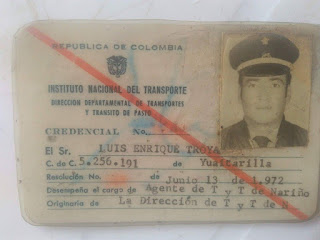 REPUBLICA DE COLOMBIA
INSTITUTO NACIONAL DEL TRANSPORTE
DIRECCION DEPARTAMENTAL DE TRANSPORTES
Y TRANSITO DE PASTO
CREDENCIAL No.
El Sr. LUIS ENRIQUE TROYA
C. de C. 5.256.191 de Yuaitarilla
Resolución No. Junio 13 de 1.972
Desempeña el cargo de Agente de T y T de Nariño
Originario de La Dirección de T y T de N